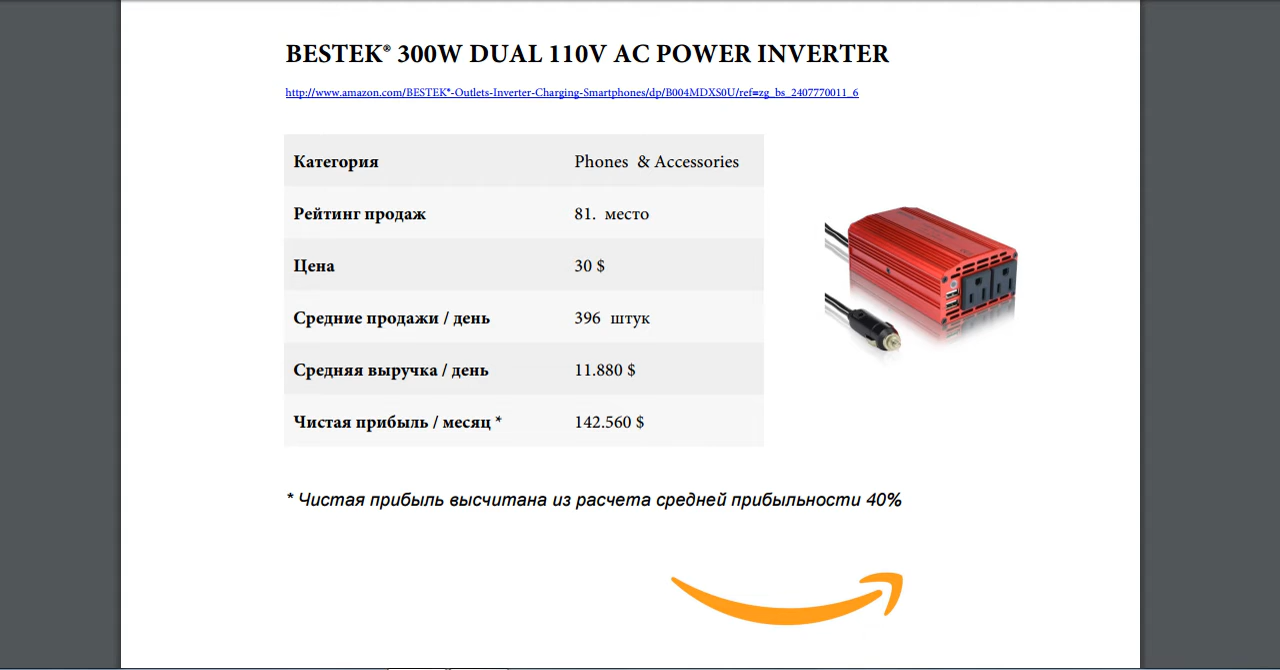 BESTEK® 300W DUAL 110V AC POWER INVERTER
http://www.amazon.com/BESTEK®-Outlets-Inverter-Charging-Smartphones/dp/B004MDXS0U/ref=zg_bs_2407770011_6
Категория Phones & Accessories
Рейтинг продаж 81. место
Цена 30 $
Средние продажи / день 396 штук
Средняя выручка / день 11.880 $
Чистая прибыль / месяц * 142.560 $
* Чистая прибыль высчитана из расчета средней прибыльности 40%